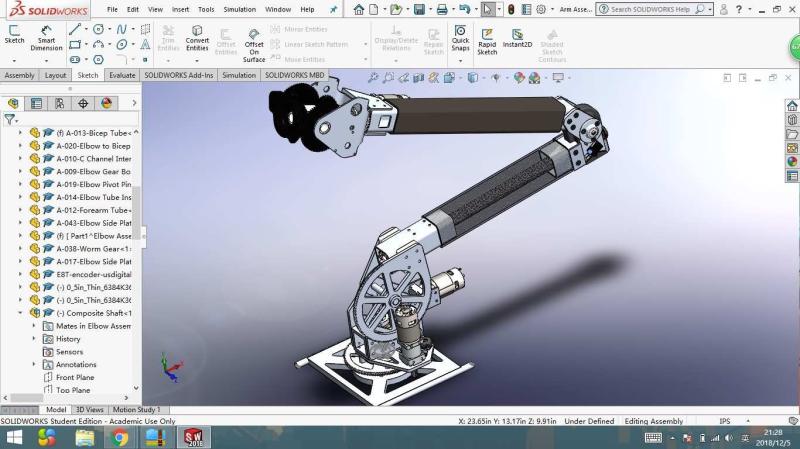 SOLIDWORKS
File Edit View Insert Tools Simulation Window Help
Arm Asse...
Search SOLIDWORKS Help
Sketch
Smart Dimension
Trim Entities
Convert Entities
Offset Entities
Offset On Surface
Mirror Entities
Linear Sketch Pattern
Move Entities
Display/Delete Relations
Repair Sketch
Quick Snaps
Rapid Sketch
Instant2D
Shaded Sketch Contours
Assembly Layout Sketch Evaluate SOLIDWORKS Add-Ins Simulation SOLIDWORKS MBD
(f) A-013-Bicep Tube<
A-020-Elbow to Bicep
A-010-C Channel Inter
A-009-Elbow Gear Bo
A-019-Elbow Pivot Pin
A-014-Elbow Tube Ins
A-012-Forearm Tube<
A-043-Elbow Side Plat
(f) [ Part1^Elbow Asse
A-038-Worm Gear<1>
A-017-Elbow Side Plat
E8T-encoder-usdigital
(-) 0_5in_Thin_6384K36
(-) 0_5in_Thin_6384K36
(-) Composite Shaft<1
Mates in Elbow Assem
History
Sensors
Annotations
Front Plane
Top Plane
Model 3D Views Motion Study 1
SOLIDWORKS Student Edition - Academic Use Only
X: 23.65in Y: 13.17in Z: 9.91in Under Defined Editing Assembly IPS
SW 2018
英
21:28
2018/12/5